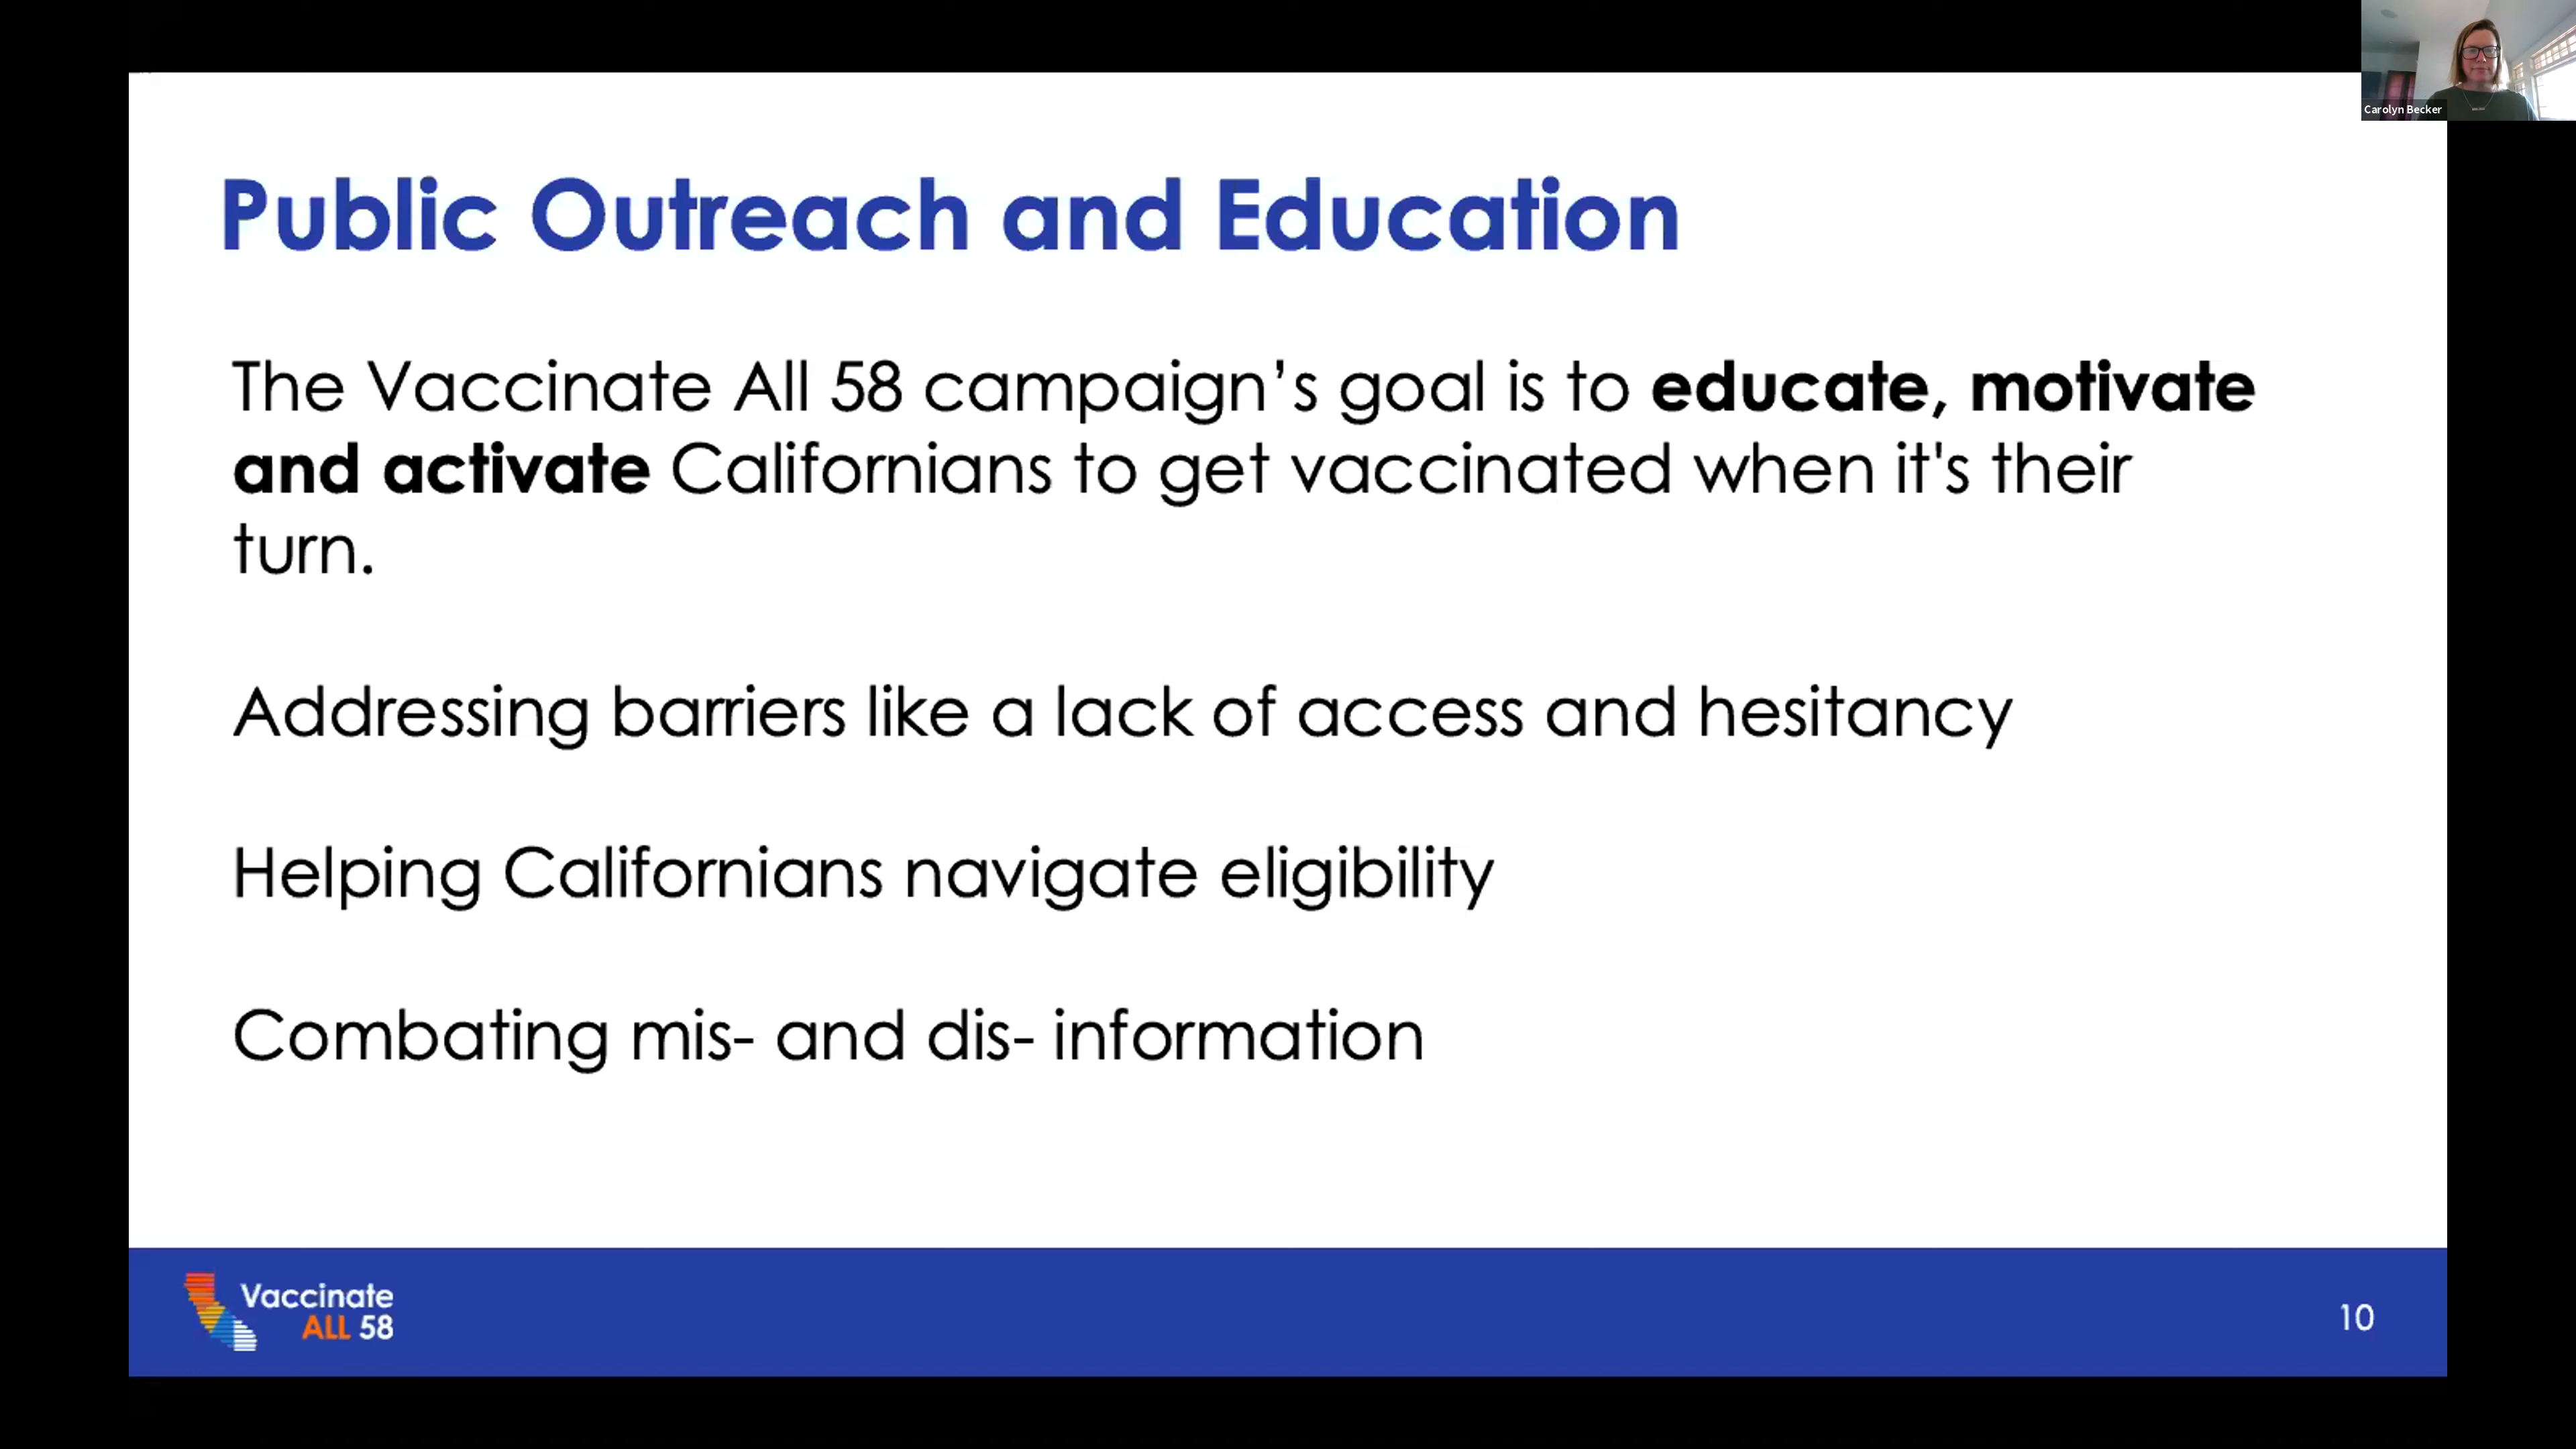 Carolyn Becker
Public Outreach and Education
The Vaccinate All 58 campaign’s goal is to educate, motivate
and activate Californians to get vaccinated when it's their
turn.
Addressing barriers like a lack of access and hesitancy
Helping Californians navigate eligibility
Combating mis- and dis- information
Vaccinate
ALL 58
10